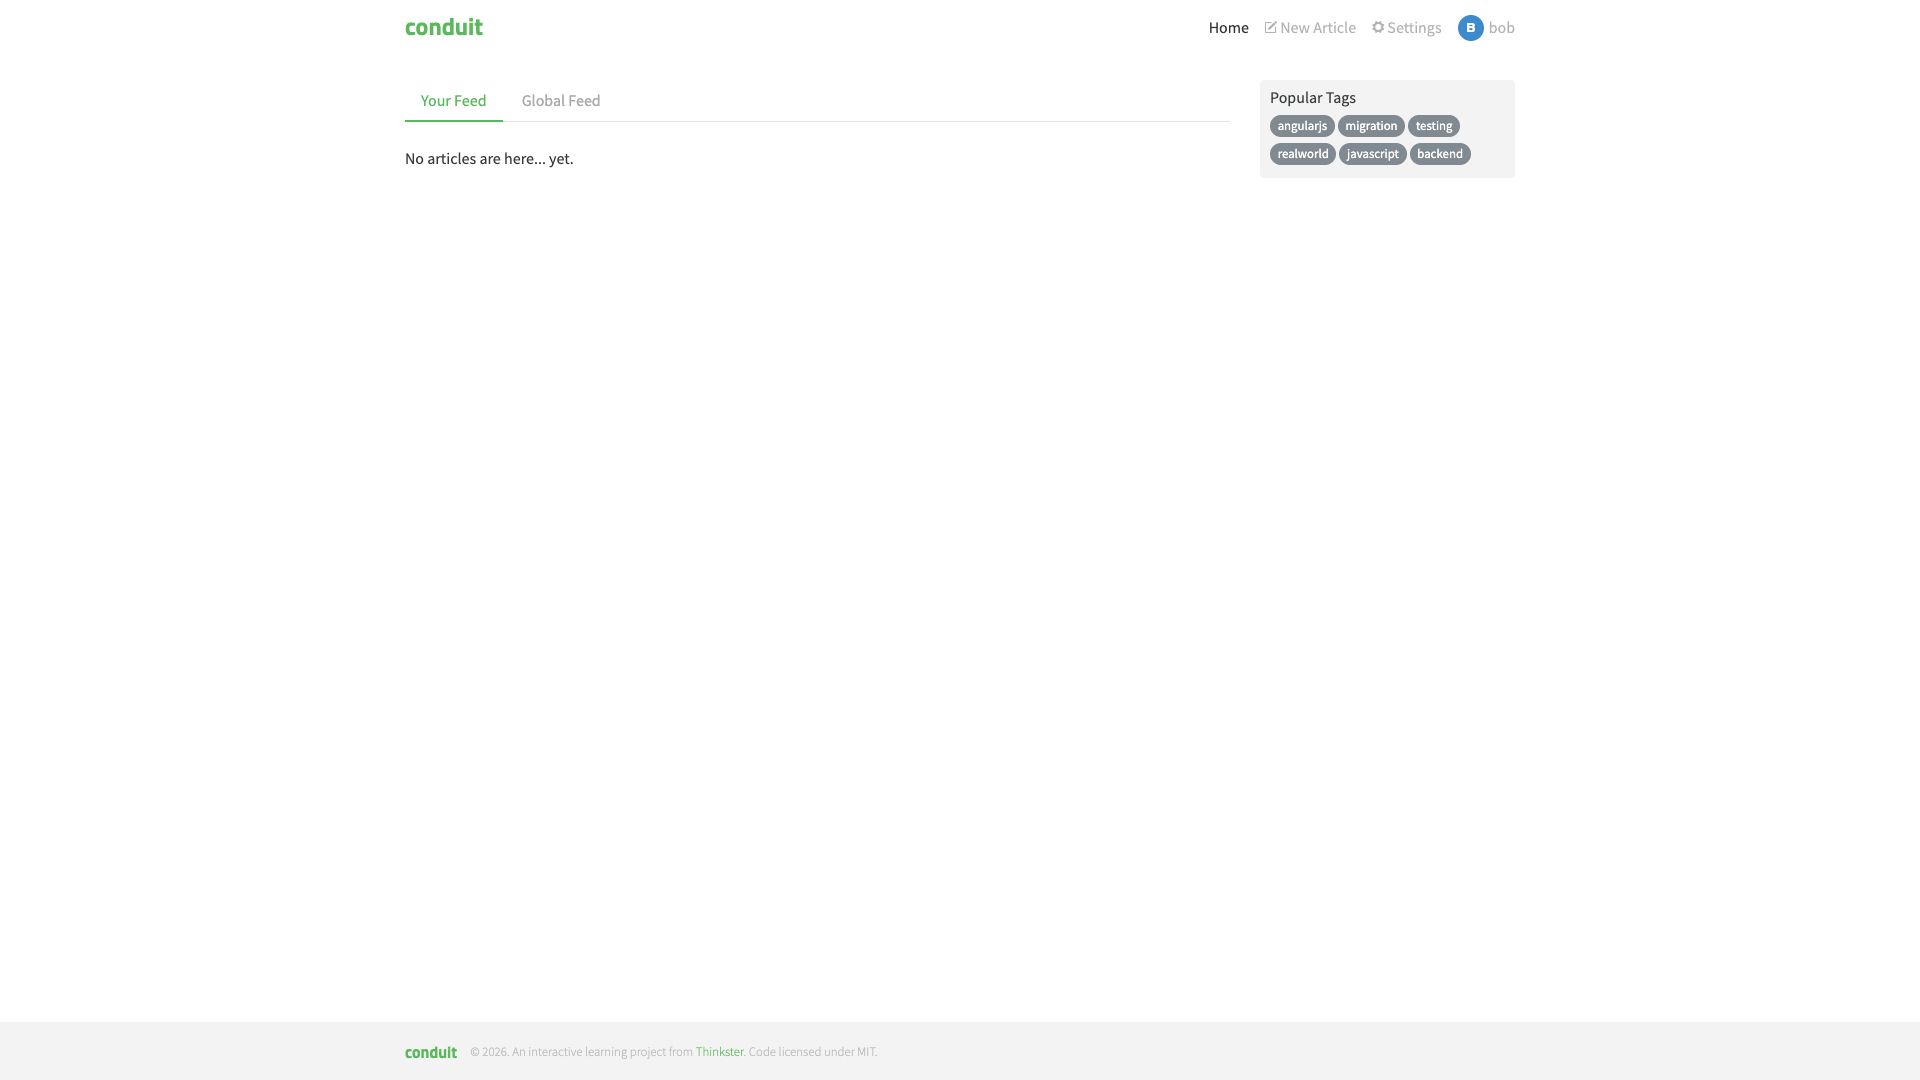 conduit
Home New Article Settings B bob
Your Feed Global Feed
No articles are here... yet.
Popular Tags
angularjs migration testing
realworld javascript backend
conduit © 2026. An interactive learning project from Thinkster. Code licensed under MIT.